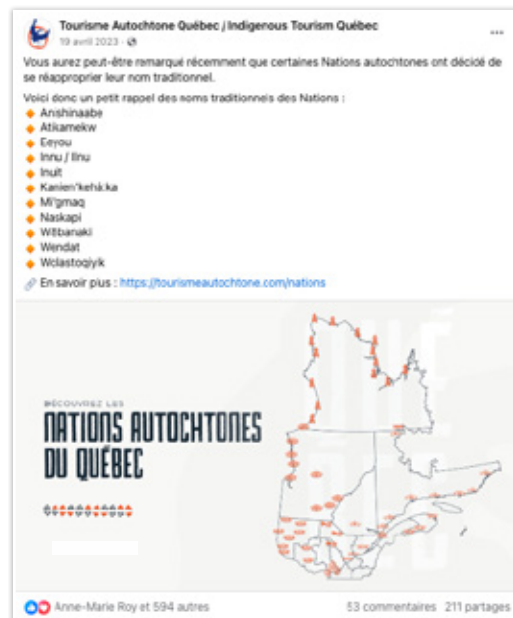 Tourisme Autochtone Québec / Indigenous Tourism Québec
19 avril 2023 ·
Vous aurez peut-être remarqué récemment que certaines Nations autochtones ont décidé de
se réapproprier leur nom traditionnel.
Voici donc un petit rappel des noms traditionnels des Nations :
Anishinaabe
Atikamekw
Eeyou
Innu / Ilnu
Inuit
Kanien'kehá:ka
Mi'gmaq
Naskapi
W8banaki
Wendat
Wolastoqiyik
En savoir plus : https://tourismeautochtone.com/nations
DÉCOUVREZ LES
NATIONS AUTOCHTONES
DU QUÉBEC
Anne-Marie Roy et 594 autres
53 commentaires 211 partages